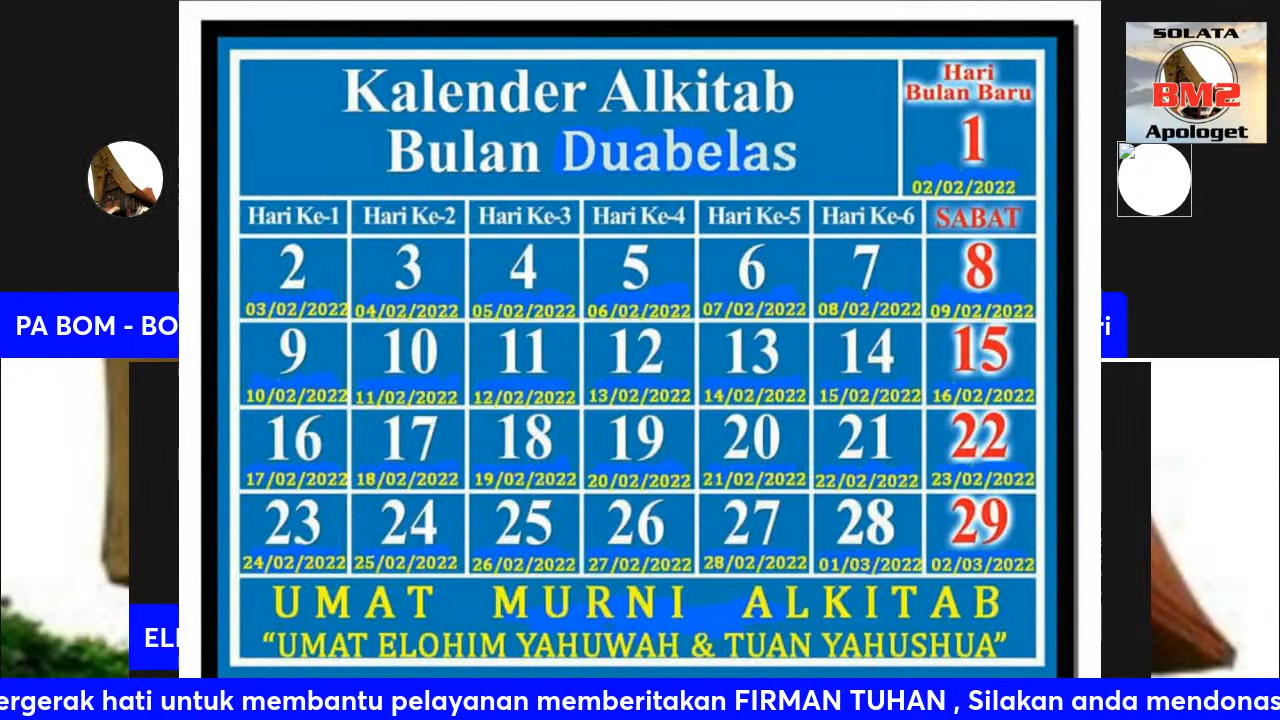 Kalender Alkitab
Bulan Duabelas
Hari
Bulan Baru
1
02/02/2022
SOLATA
BM2
Apologet
Hari Ke-1 Hari Ke-2 Hari Ke-3 Hari Ke-4 Hari Ke-5 Hari Ke-6 SABAT
2 3 4 5 6 7 8
03/02/2022 04/02/2022 05/02/2022 06/02/2022 07/02/2022 08/02/2022 09/02/2022
PA BOM - BO
ri
9 10 11 12 13 14 15
10/02/2022 11/02/2022 12/02/2022 13/02/2022 14/02/2022 15/02/2022 16/02/2022
16 17 18 19 20 21 22
17/02/2022 18/02/2022 19/02/2022 20/02/2022 21/02/2022 22/02/2022 23/02/2022
23 24 25 26 27 28 29
24/02/2022 25/02/2022 26/02/2022 27/02/2022 28/02/2022 01/03/2022 02/03/2022
UMAT MURNI ALKITAB
“UMAT ELOHIM YAHUWAH & TUAN YAHUSHUA”
ergerak hati untuk membantu pelayanan memberitakan FIRMAN TUHAN , Silakan anda mendonas